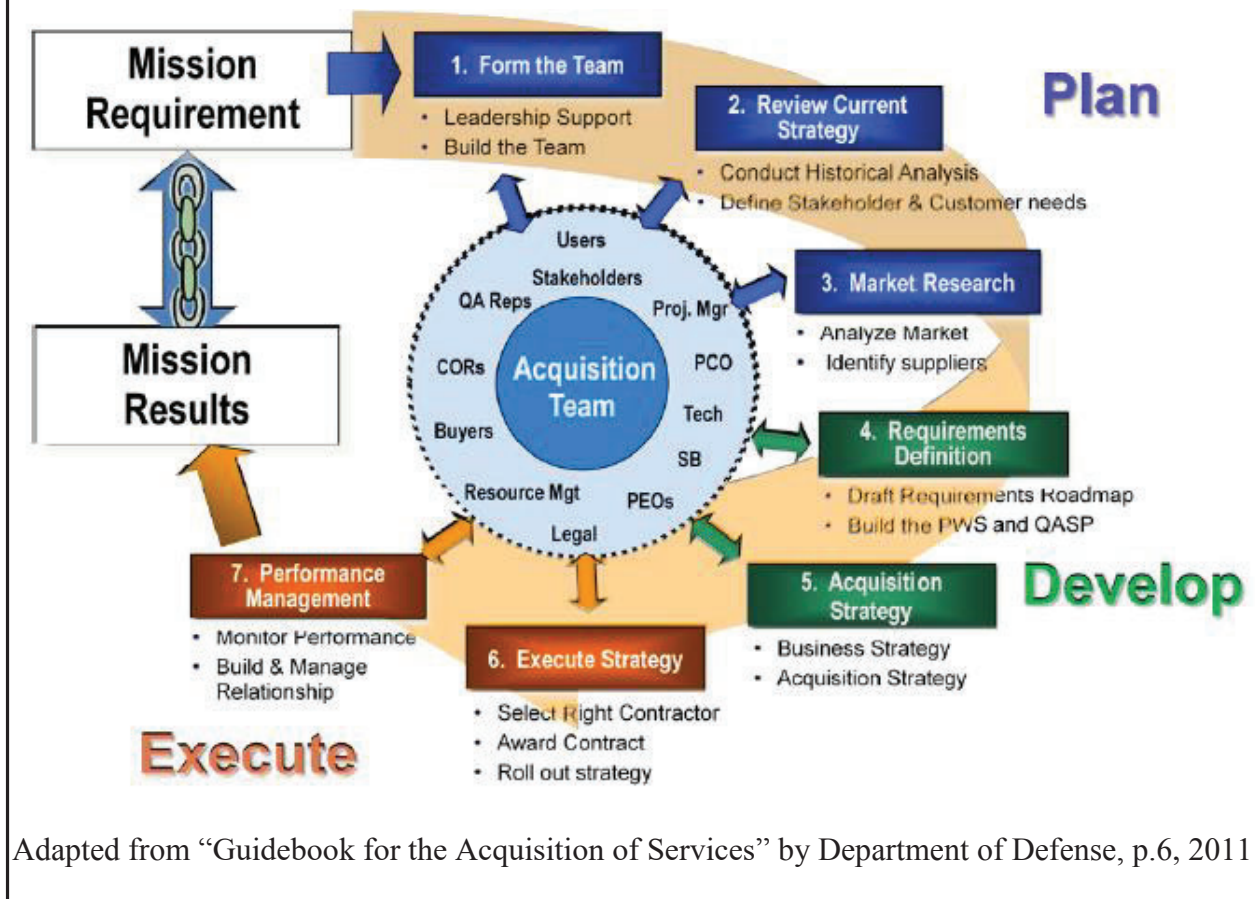 Mission
Requirement
1. Form the Team
• Leadership Support
• Build the Team
2. Review Current
Strategy
• Conduct Historical Analysis
• Define Stakeholder & Customer needs
Plan
3. Market Research
• Analyze Market
• Identify suppliers
4. Requirements
Definition
• Draft Requirements Roadmap
• Build the PWS and QASP
Develop
5. Acquisition
Strategy
• Business Strategy
• Acquisition Strategy
6. Execute Strategy
• Select Right Contractor
• Award Contract
• Roll out strategy
7. Performance
Management
• Monitor Performance
• Build & Manage
Relationship
Execute
Mission
Results
Users
Stakeholders
QA Reps
Proj. Mgr
CORs
PCO
Acquisition
Team
Tech
Buyers
SB
Resource Mgt
PEOs
Legal
Adapted from “Guidebook for the Acquisition of Services” by Department of Defense, p.6, 2011